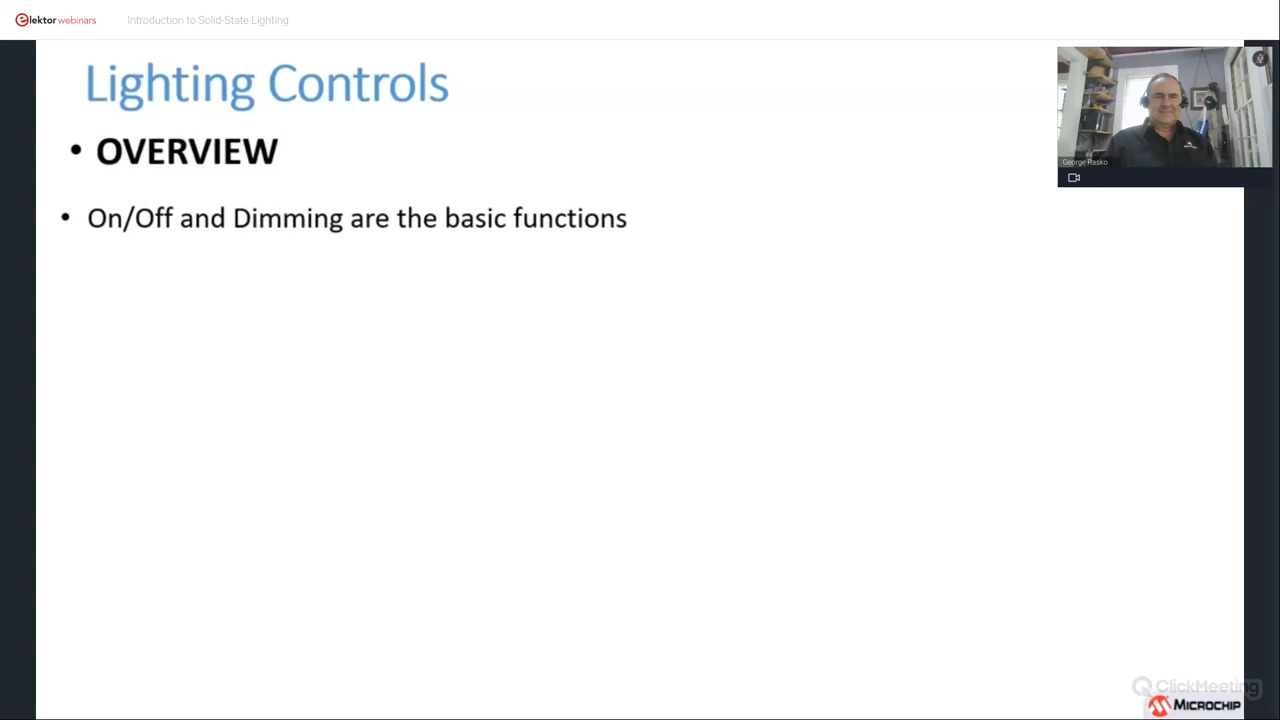 elektor webinars
Introduction to Solid-State Lighting
Lighting Controls
• OVERVIEW
• On/Off and Dimming are the basic functions
George Rasko
ClickMeeting
MICROCHIP